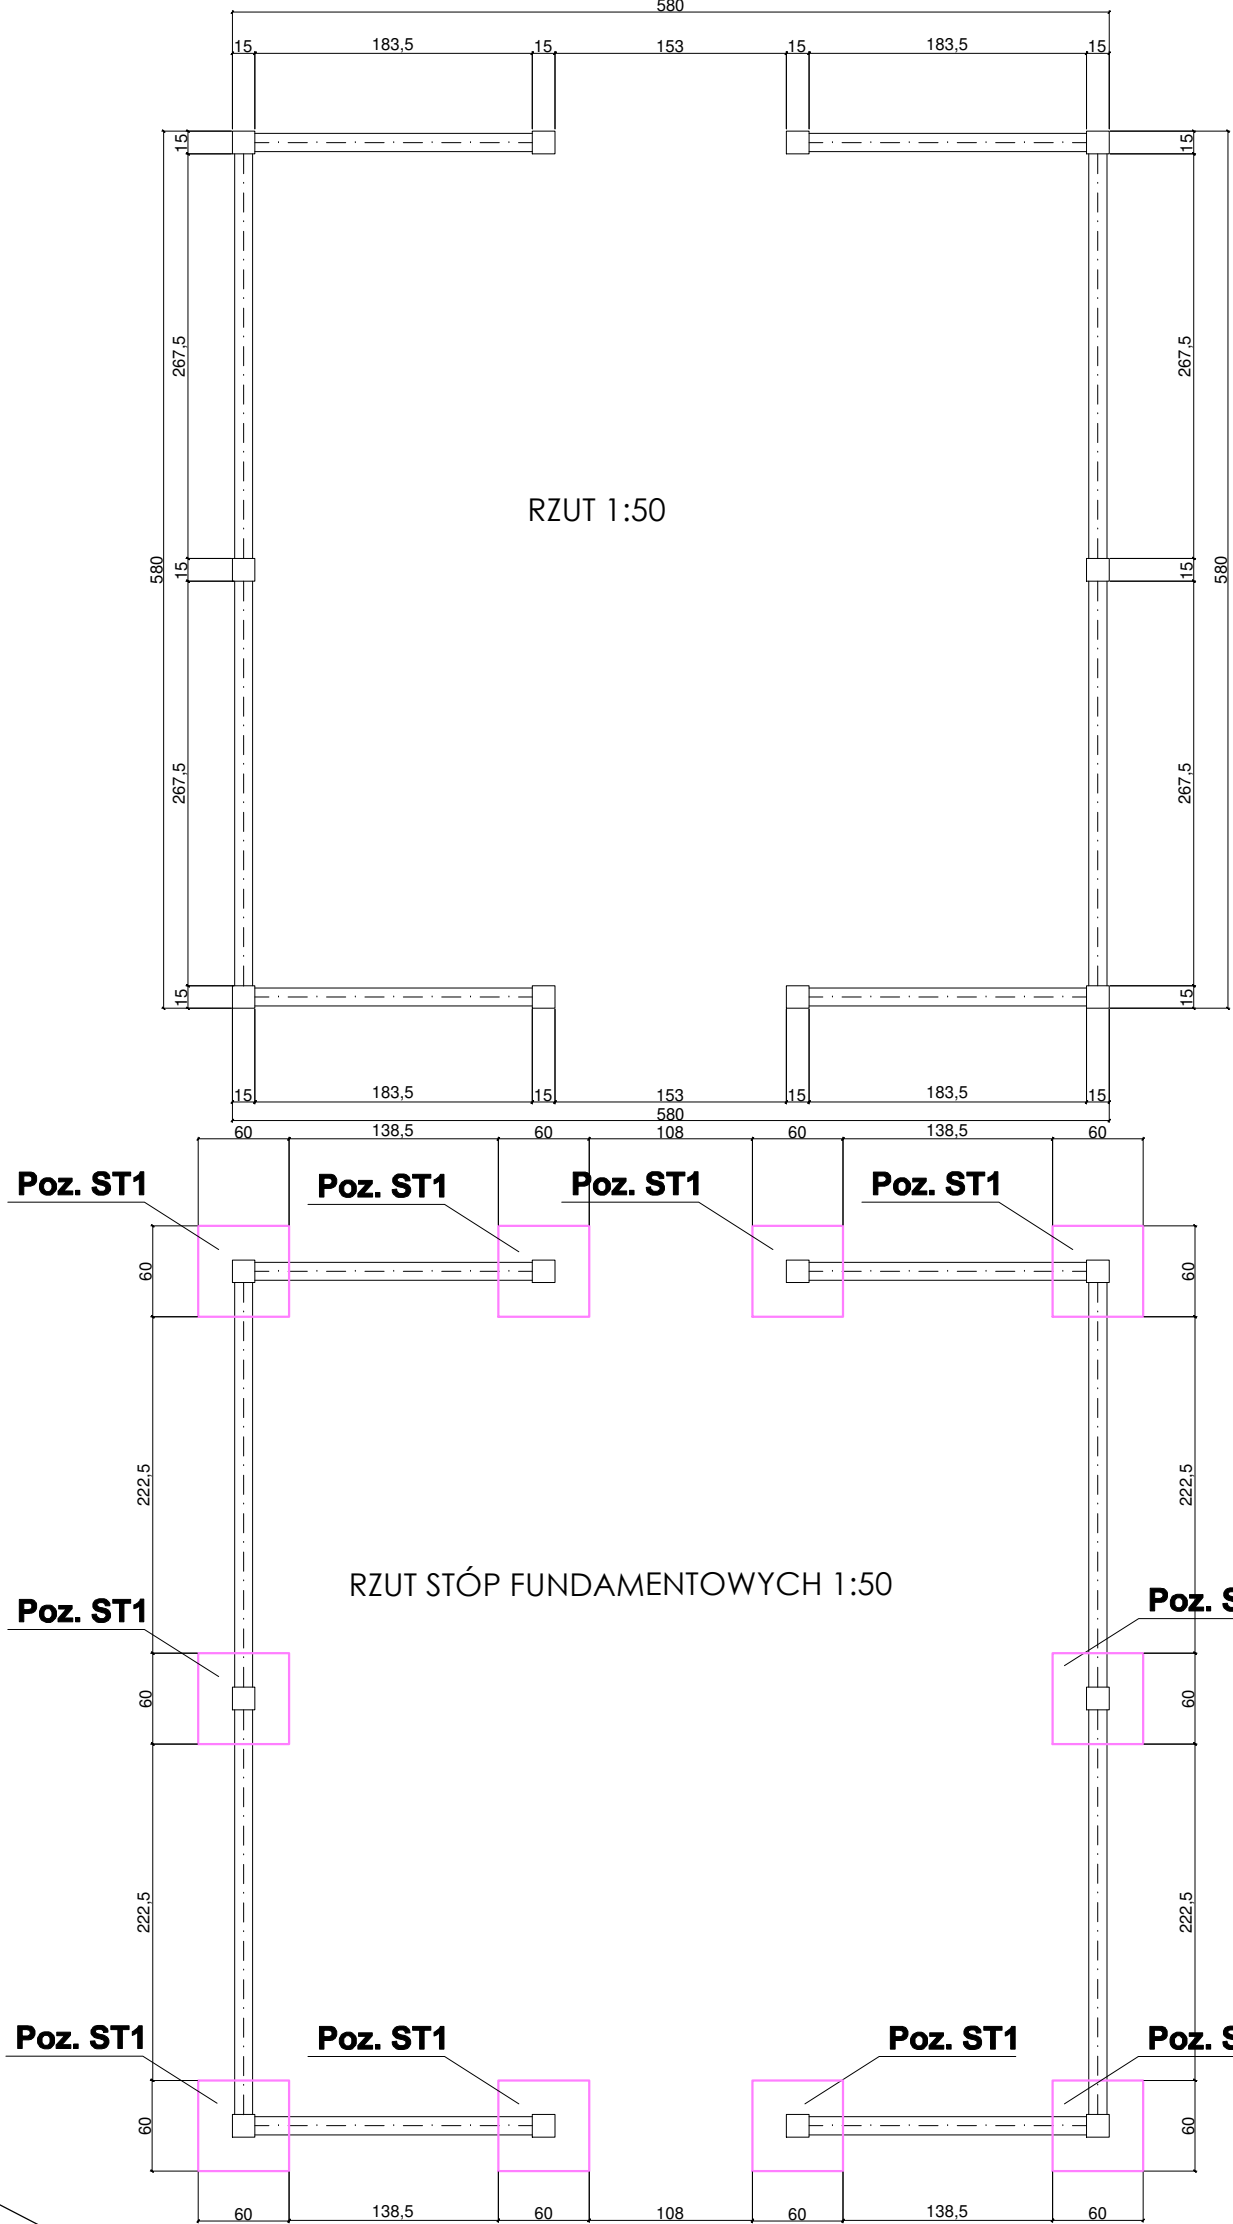 580
15 183,5 15 153 15 183,5 15
15 15
267,5 267,5
RZUT 1:50
580 15 15 580
267,5 267,5
15 15
15 183,5 15 153 15 183,5 15
580
60 138,5 60 108 60 138,5 60
Poz. ST1 Poz. ST1 Poz. ST1 Poz. ST1
60 60
222,5 222,5
RZUT STÓP FUNDAMENTOWYCH 1:50
Poz. ST1 Poz. S
60 60
222,5 222,5
Poz. ST1 Poz. ST1 Poz. ST1 Poz. S
60 60
60 138,5 60 108 60 138,5 60